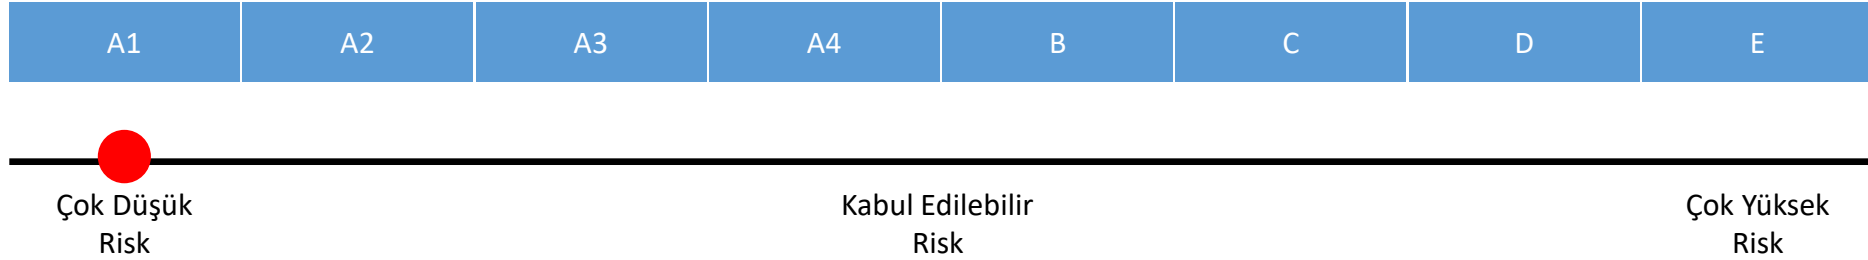 A1 A2 A3 A4 B C D E
Çok Düşük Risk
Kabul Edilebilir Risk
Çok Yüksek Risk